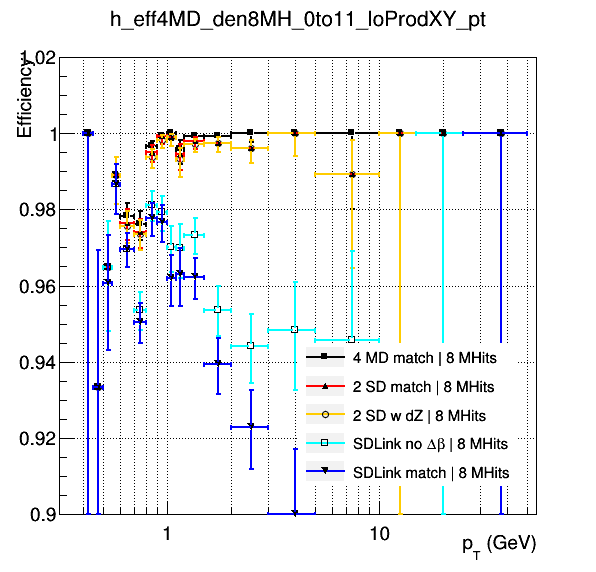 h_eff4MD_den8MH_0to11_loProdXY_pt
Efficiency
1.02
1
0.98
0.96
0.94
0.92
0.9
4 MD match | 8 MHits
2 SD match | 8 MHits
2 SD w dZ | 8 MHits
SDLink no Δβ | 8 MHits
SDLink match | 8 MHits
1
10
p_T (GeV)